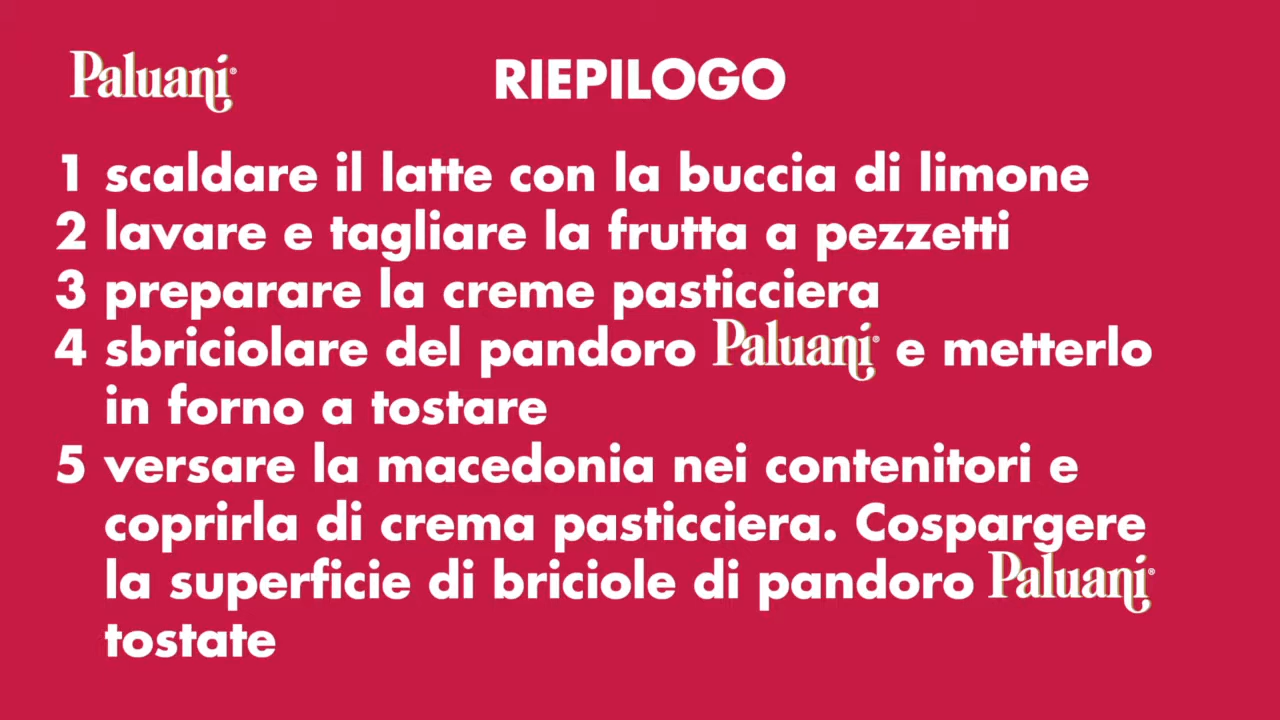 Paluani®
RIEPILOGO
1 scaldare il latte con la buccia di limone
2 lavare e tagliare la frutta a pezzetti
3 preparare la creme pasticciera
4 sbriciolare del pandoro Paluani® e metterlo
in forno a tostare
5 versare la macedonia nei contenitori e
coprirla di crema pasticciera. Cospargere
la superficie di briciole di pandoro Paluani®
tostate